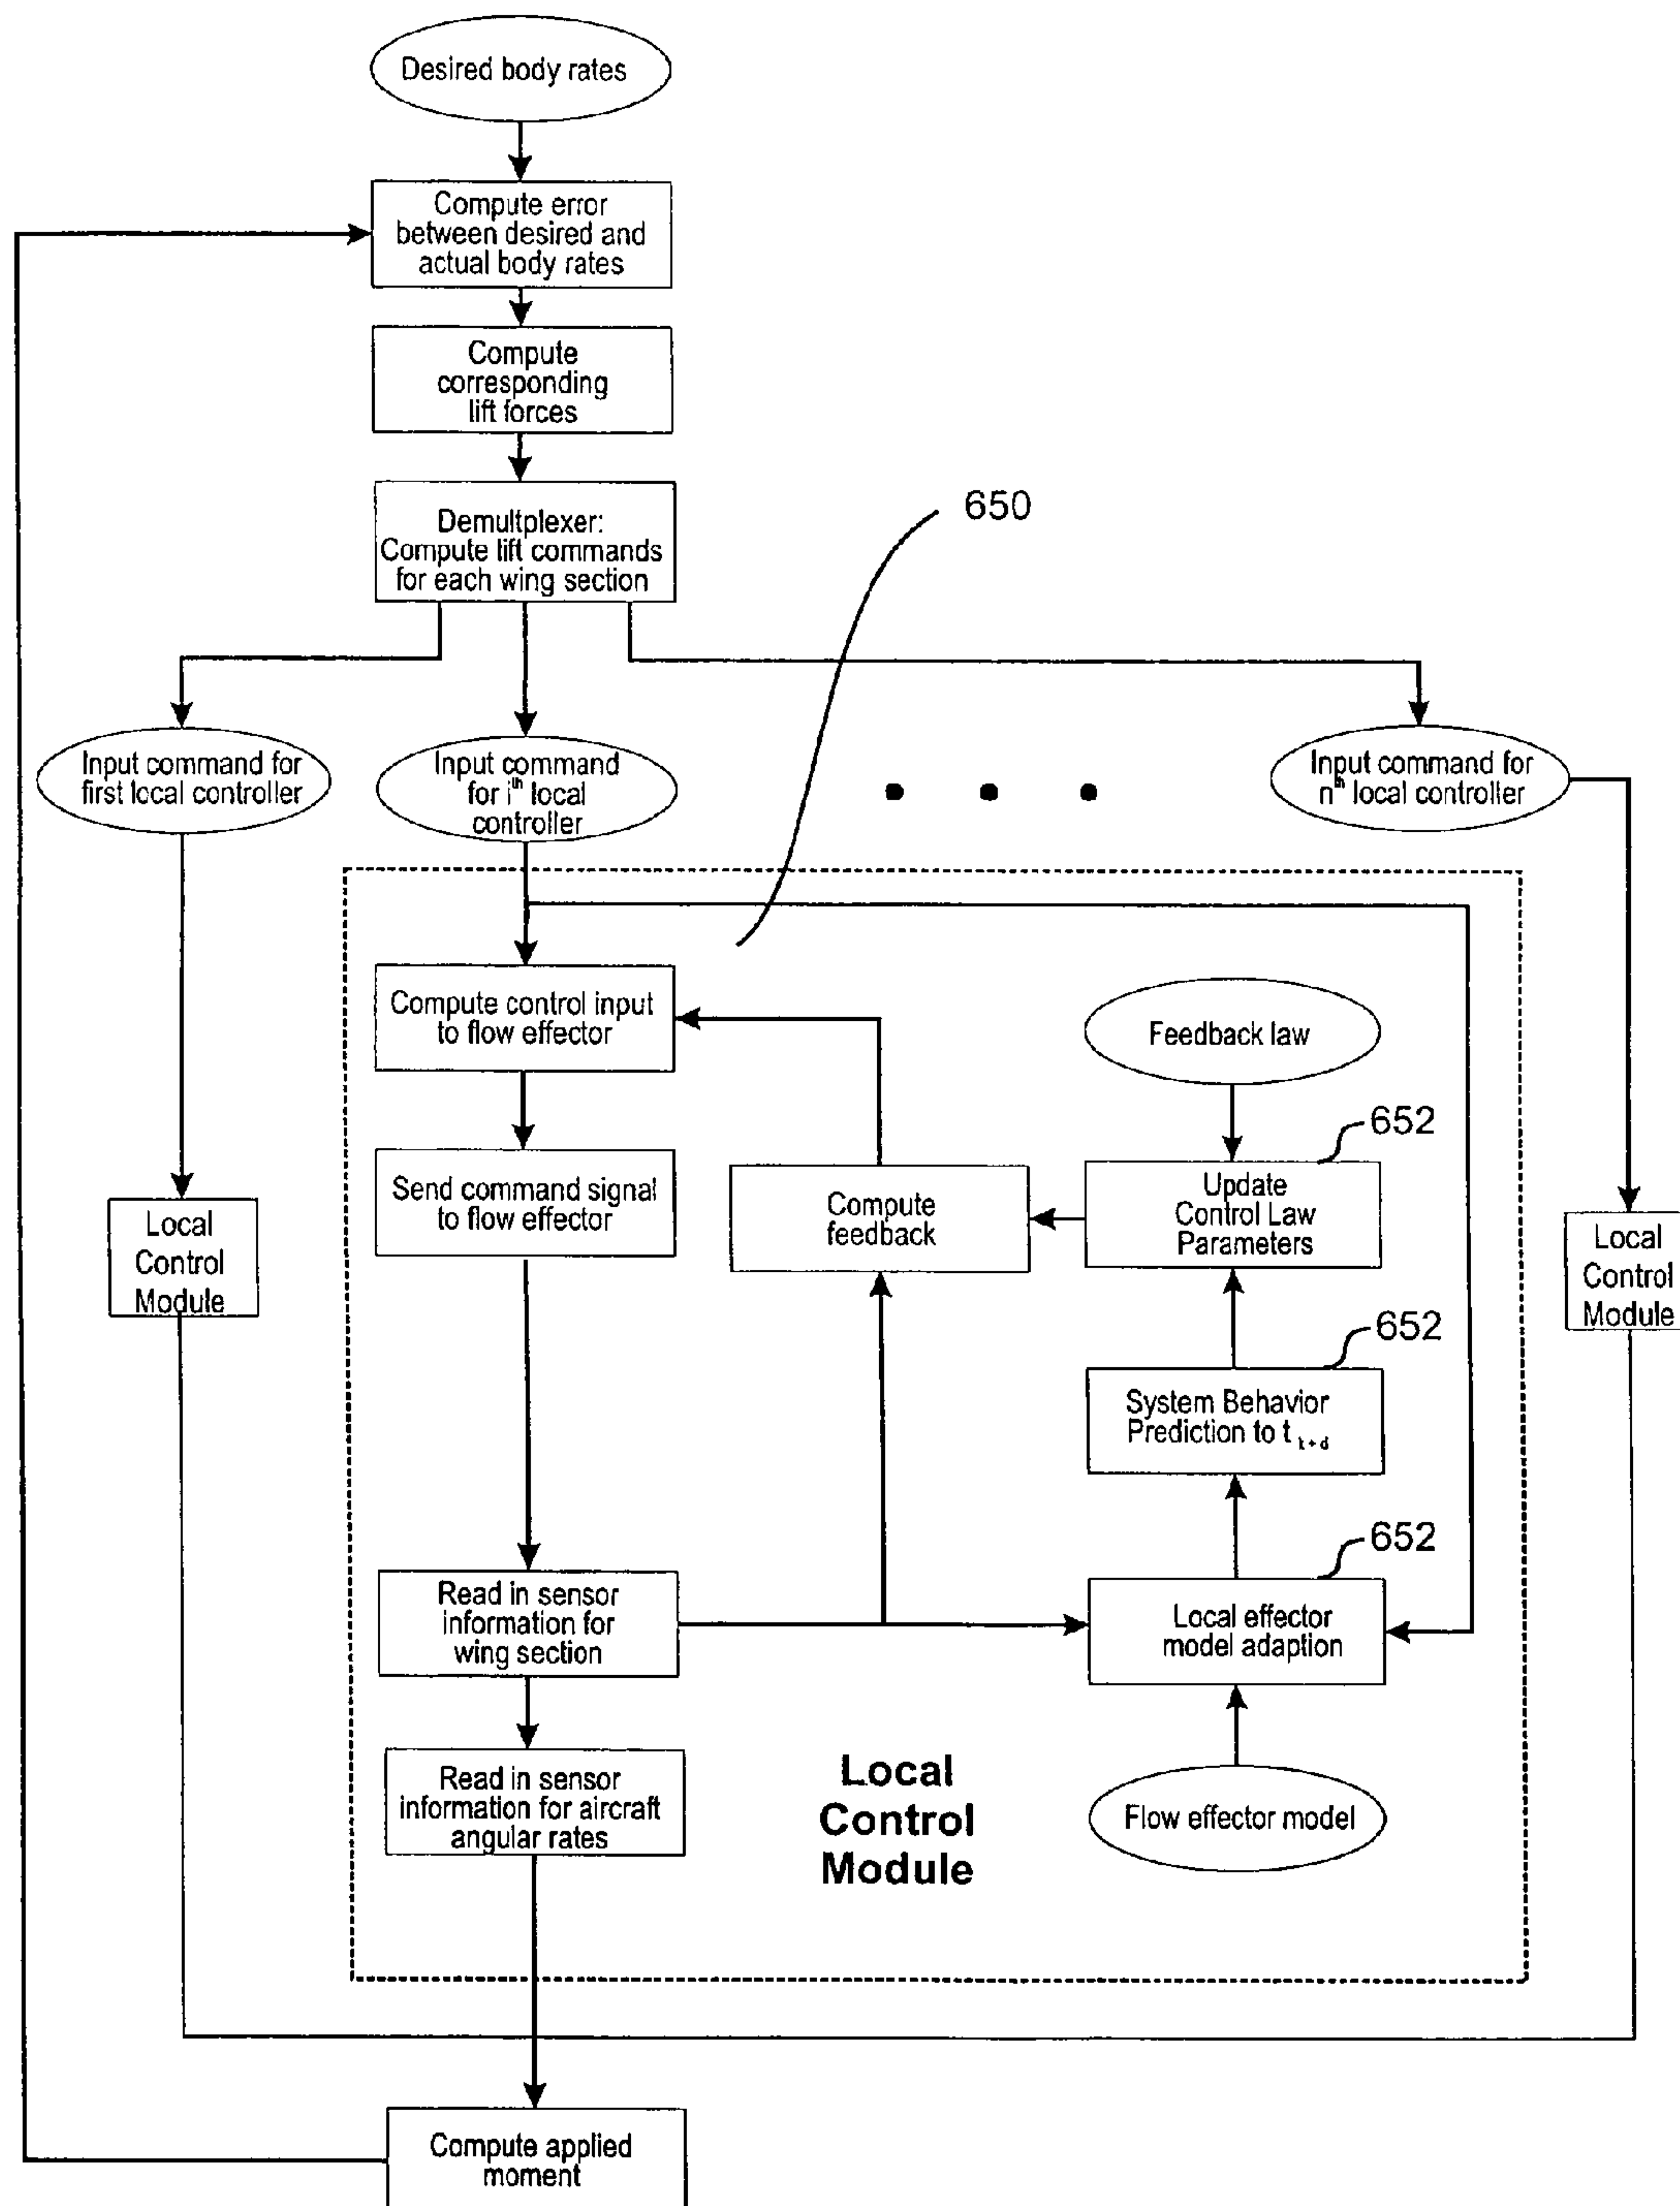 Desired body rates
Compute error
between desired and
actual body rates
Compute
corresponding
lift forces
Demultplexer:
Compute lift commands
for each wing section
650
Input command for
first local controller
Input command
for i th local
controller
Input command for
n th local controller
Compute control input
to flow effector
Feedback law
652
Send command signal
to flow effector
Compute
feedback
Update
Control Law
Parameters
Local
Control
Module
Local
Control
Module
652
System Behavior
Prediction to t k+d
652
Read in sensor
information for
wing section
Local effector
model adaption
Read in sensor
information for aircraft
angular rates
Local
Control
Module
Flow effector model
Compute applied
moment